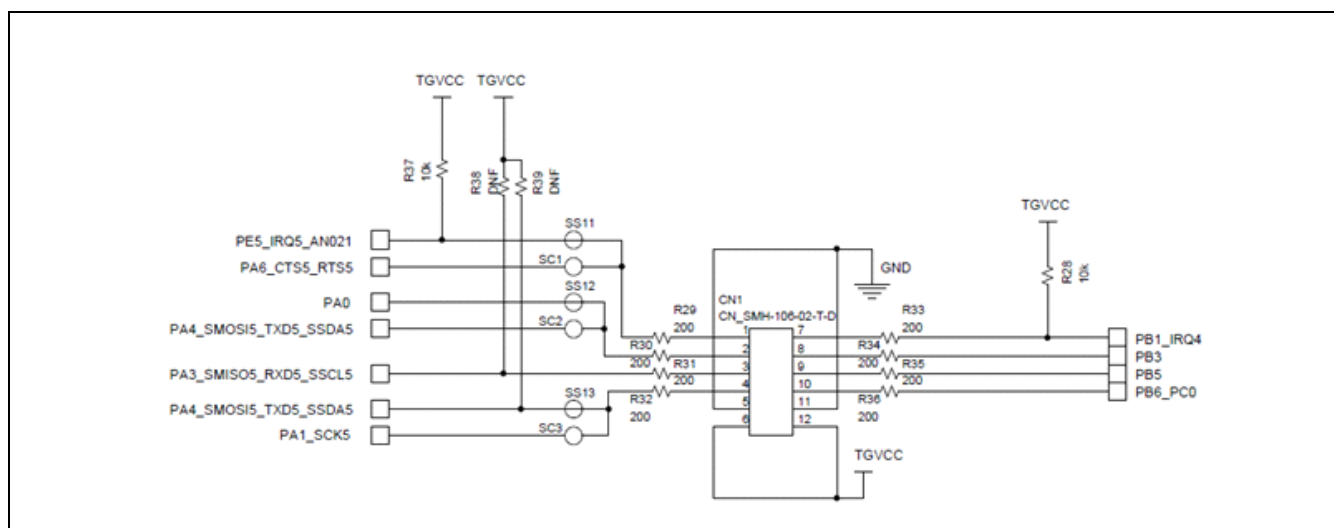 TGVCC TGVCC
R37
10k
R38
DNF
R39
DNF
PE5_IRQ5_AN021
SS11
PA6_CTS5_RTS5
SC1
PA0
SS12
PA4_SMOSI5_TXD5_SSDA5
SC2
PA3_SMISO5_RXD5_SSCL5
PA4_SMOSI5_TXD5_SSDA5
SS13
PA1_SCK5
SC3
R29
200
R30
200
R31
200
R32
200
CN1
CN_SMH-106-02-T-D
1
2
3
4
5
6
7
8
9
10
11
12
GND
R33
200
R34
200
R35
200
R36
200
TGVCC
R28
10k
PB1_IRQ4
PB3
PB5
PB6_PC0
TGVCC